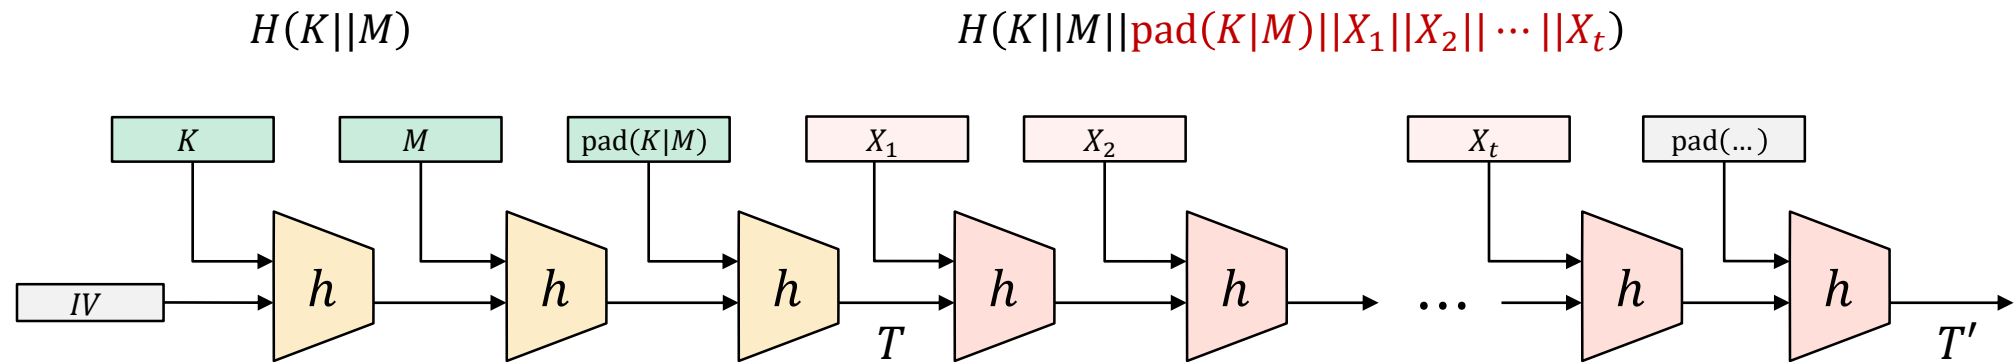 H(K||M)
H(K||M||pad(K|M)||X₁||X₂|| ⋯ ||Xₜ)
K
M
pad(K|M)
X₁
X₂
Xₜ
pad(...)
IV
h
h
h
h
h
...
h
h
T
T′